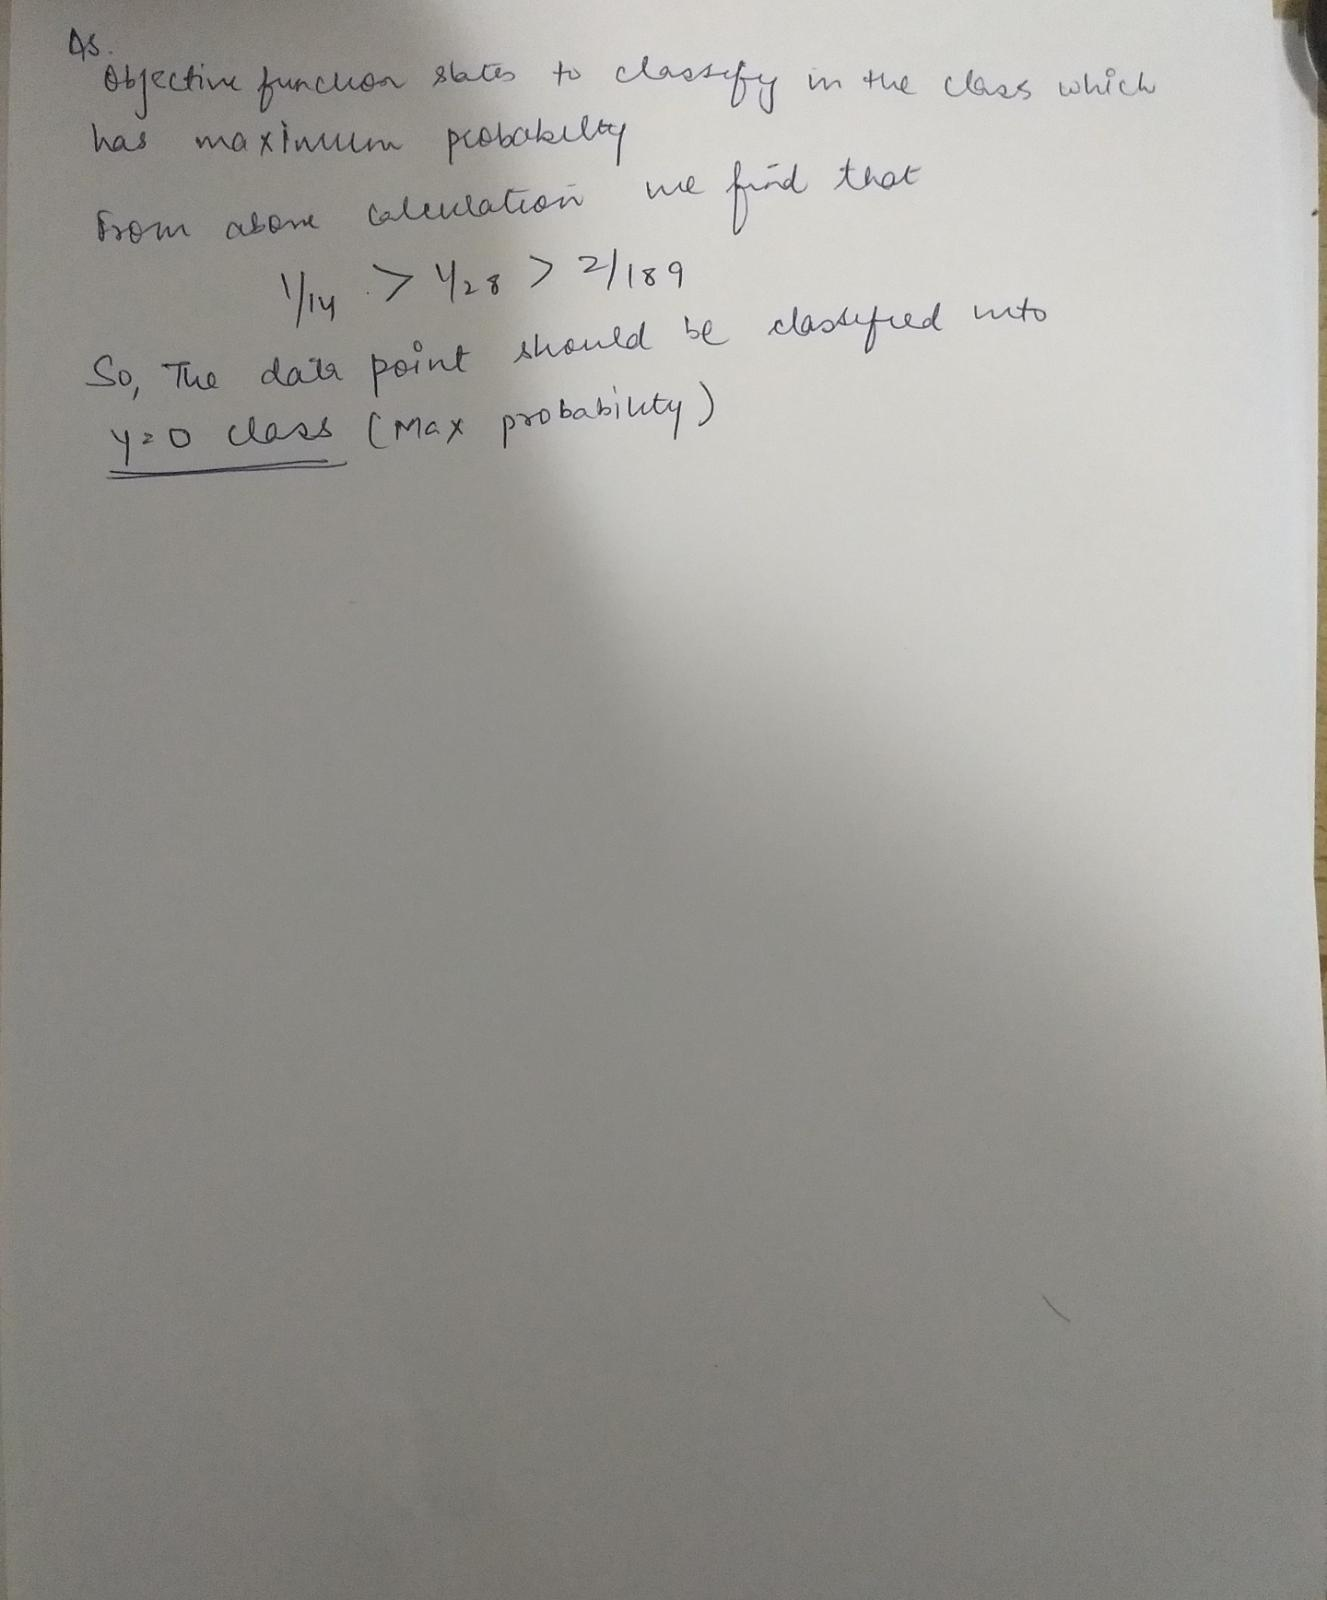 A5.
Objective function states to classify in the class which
has maximum probability
From above calculation we find that
1/14 > 1/28 > 2/189
So, The data point should be classified into
y=0 class (Max probability)